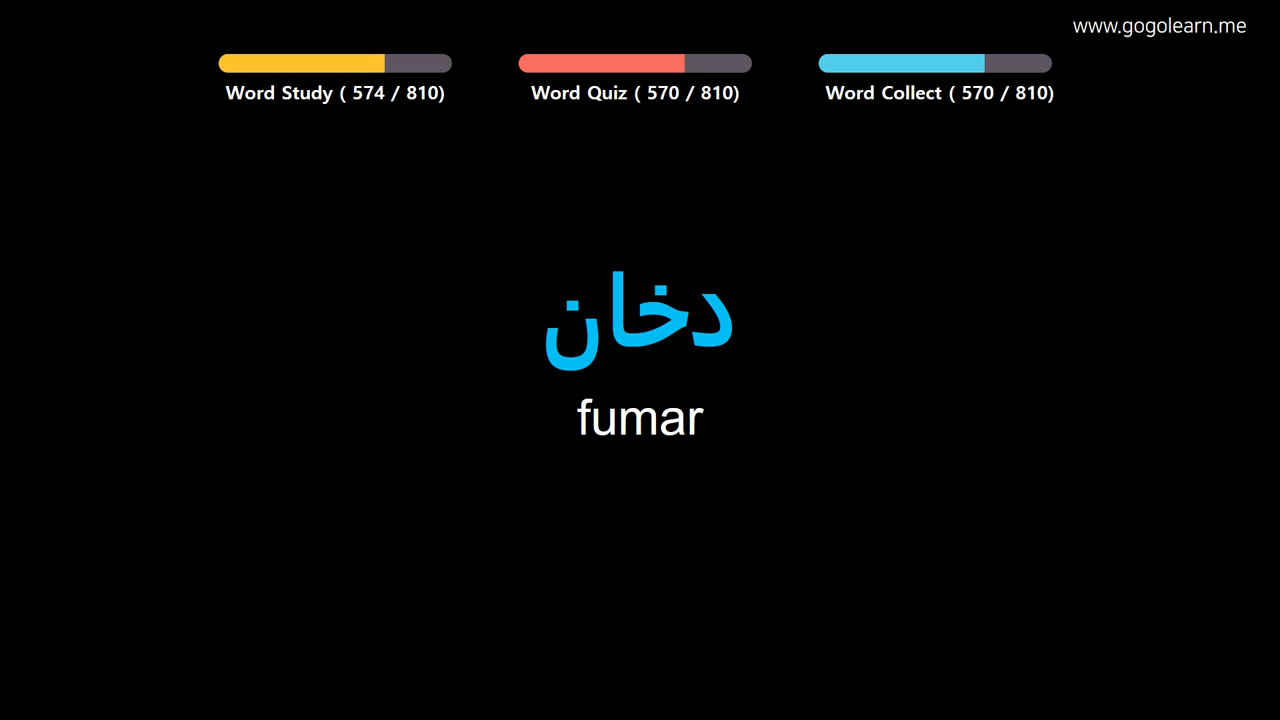 www.gogolearn.me
Word Study ( 574 / 810)
Word Quiz ( 570 / 810)
Word Collect ( 570 / 810)
دخان
fumar